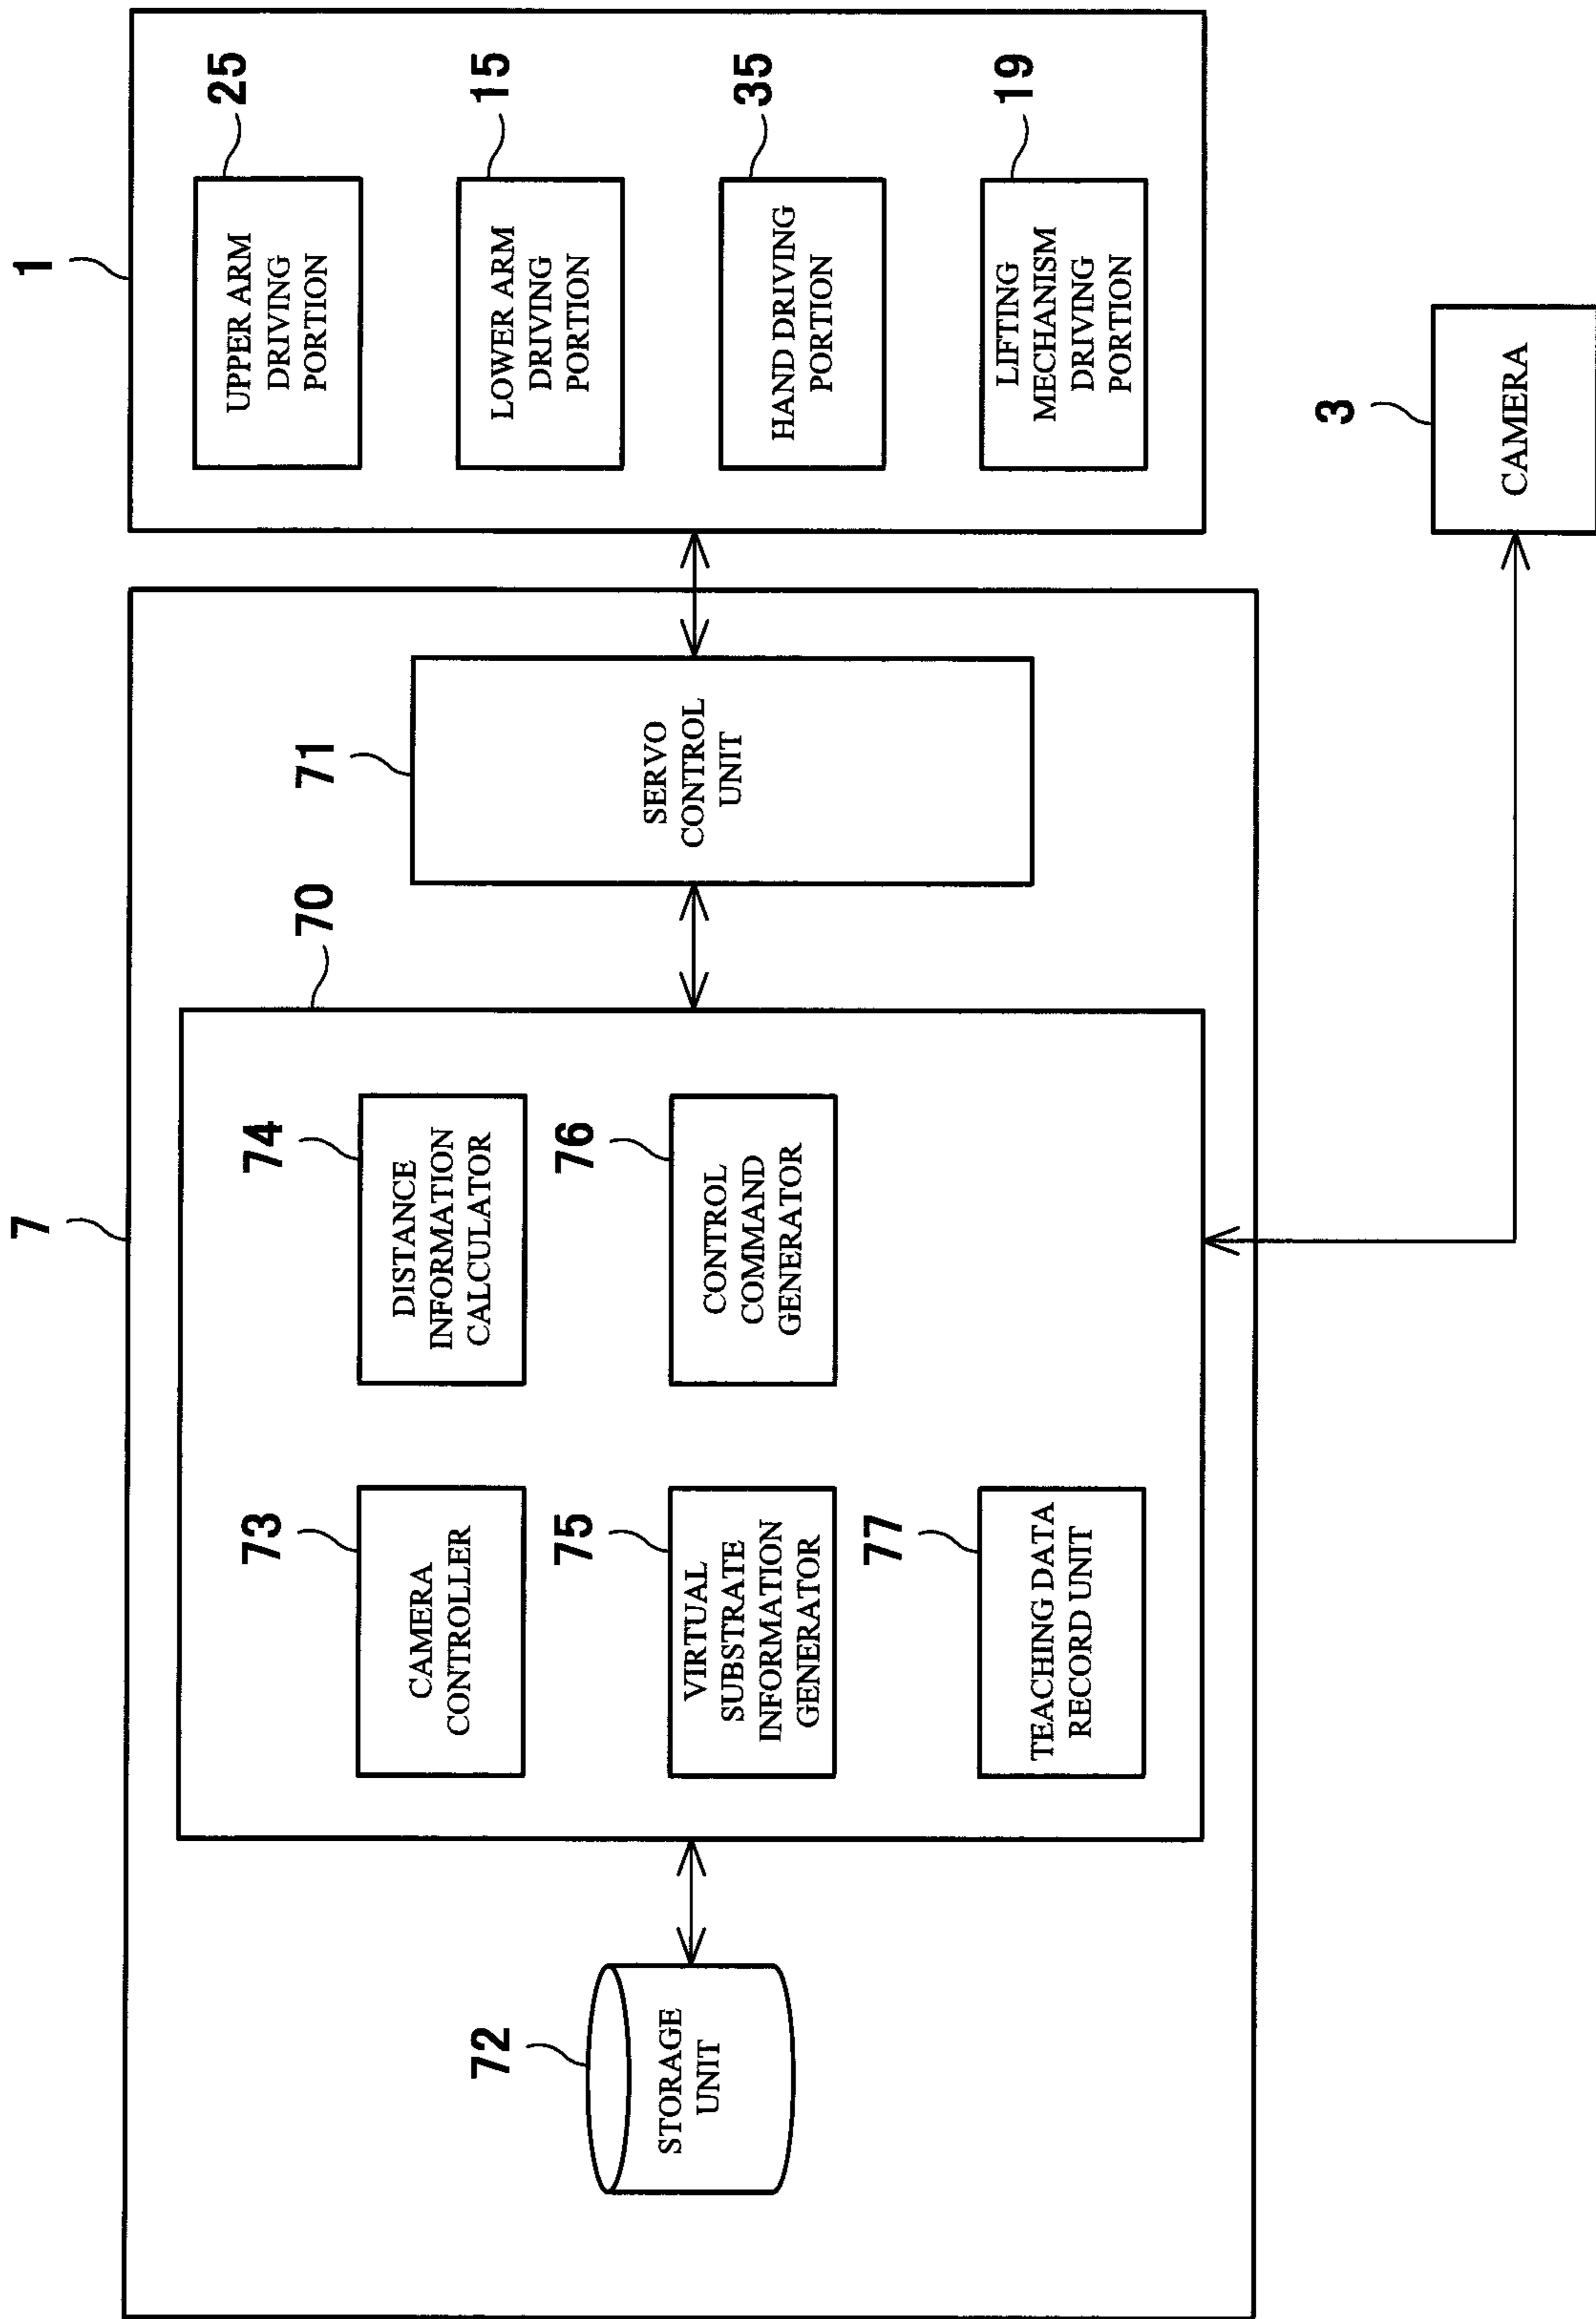 7
1
72
STORAGE
UNIT
70
73
CAMERA
CONTROLLER
74
DISTANCE
INFORMATION
CALCULATOR
75
VIRTUAL
SUBSTRATE
INFORMATION
GENERATOR
76
CONTROL
COMMAND
GENERATOR
77
TEACHING DATA
RECORD UNIT
71
SERVO
CONTROL
UNIT
25
UPPER ARM
DRIVING
PORTION
15
LOWER ARM
DRIVING
PORTION
35
HAND DRIVING
PORTION
19
LIFTING
MECHANISM
DRIVING
PORTION
3
CAMERA